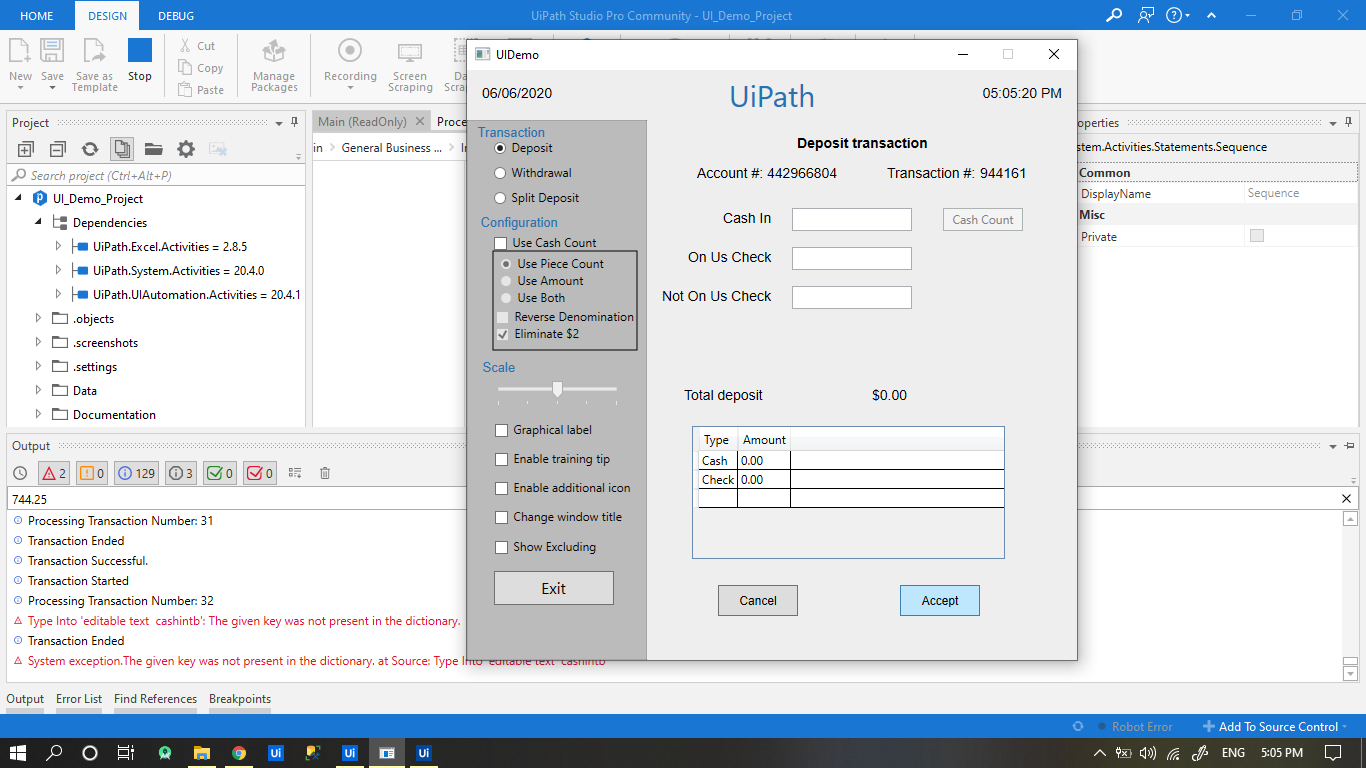 HOME DESIGN DEBUG UiPath Studio Pro Community - UI_Demo_Project
New Save Save as Template Stop
Cut
Copy
Paste
Manage Packages
Recording
Screen Scraping
Project
Main (ReadOnly)
General Business ...
Search project (Ctrl+Alt+P)
UI_Demo_Project
Dependencies
UiPath.Excel.Activities = 2.8.5
UiPath.System.Activities = 20.4.0
UiPath.UIAutomation.Activities = 20.4.1
.objects
.screenshots
.settings
Data
Documentation
UIDemo
06/06/2020
UiPath
05:05:20 PM
Transaction
Deposit
Withdrawal
Split Deposit
Configuration
Use Cash Count
Use Piece Count
Use Amount
Use Both
Reverse Denomination
Eliminate $2
Scale
Graphical label
Enable training tip
Enable additional icon
Change window title
Show Excluding
Exit
Deposit transaction
Account #: 442966804 Transaction #: 944161
Cash In Cash Count
On Us Check
Not On Us Check
Total deposit $0.00
Type Amount
Cash 0.00
Check 0.00
Cancel Accept
operties
stem.Activities.Statements.Sequence
Common
DisplayName Sequence
Misc
Private
Output
2 0 129 3 0 0
744.25
Processing Transaction Number: 31
Transaction Ended
Transaction Successful.
Transaction Started
Processing Transaction Number: 32
Type Into 'editable text cashintb': The given key was not present in the dictionary.
Transaction Ended
System exception.The given key was not present in the dictionary. at Source: Type Into 'editable text cashintb'
Output Error List Find References Breakpoints
Robot Error Add To Source Control
Ui Ui Ui ENG 5:05 PM